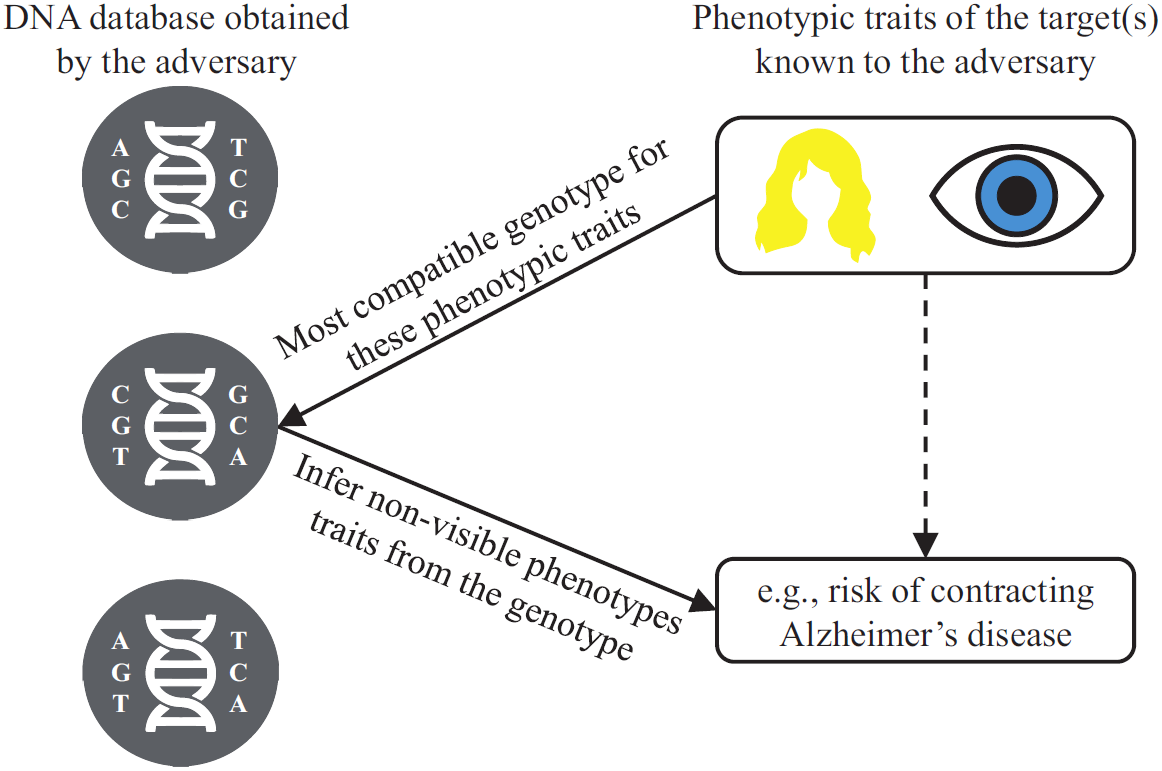 DNA database obtained
by the adversary
Phenotypic traits of the target(s)
known to the adversary
A T
G C
C G
Most compatible genotype for
these phenotypic traits
C G
G C
T A
Infer non-visible phenotypes
traits from the genotype
e.g., risk of contracting
Alzheimer’s disease
A T
G C
T A